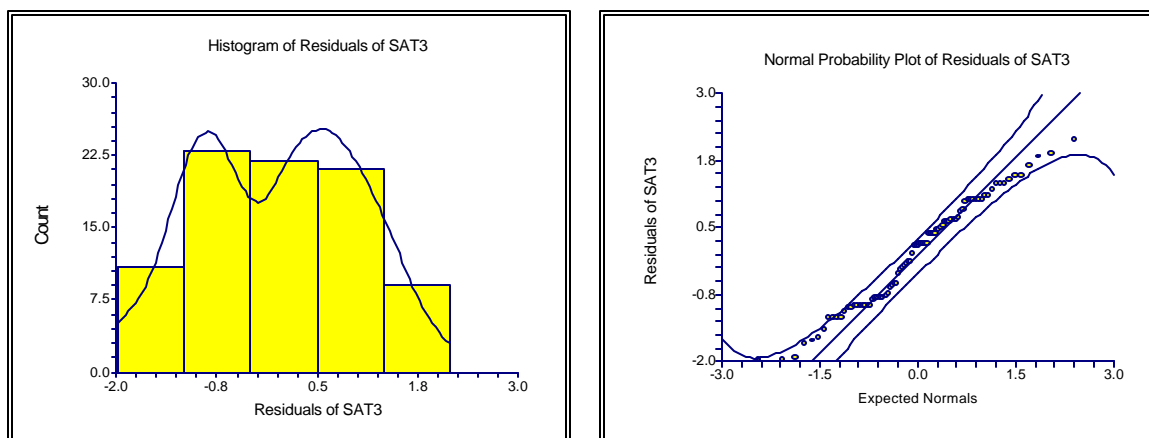 Histogram of Residuals of SAT3
30.0
22.5
15.0
7.5
0.0
Count
-2.0 -0.8 0.5 1.8 3.0
Residuals of SAT3
Normal Probability Plot of Residuals of SAT3
3.0
1.8
0.5
-0.8
-2.0
Residuals of SAT3
-3.0 -1.5 0.0 1.5 3.0
Expected Normals